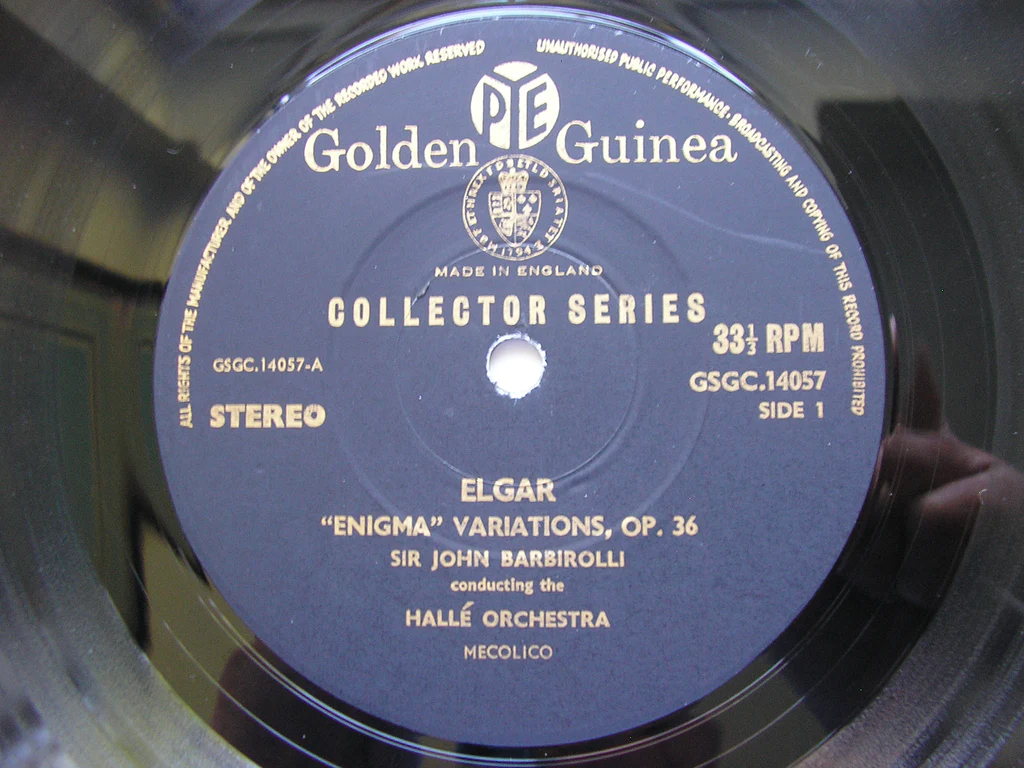 ALL RIGHTS OF THE MANUFACTURER AND OF THE OWNER OF THE RECORDED WORK RESERVED
UNAUTHORISED PUBLIC PERFORMANCE · BROADCASTING AND COPYING OF THIS RECORD PROHIBITED
PYE
Golden Guinea
1794
MADE IN ENGLAND
COLLECTOR SERIES
33⅓ RPM
GSGC.14057-A
GSGC.14057
STEREO
SIDE 1
ELGAR
“ENIGMA” VARIATIONS, OP. 36
SIR JOHN BARBIROLLI
conducting the
HALLÉ ORCHESTRA
MECOLICO